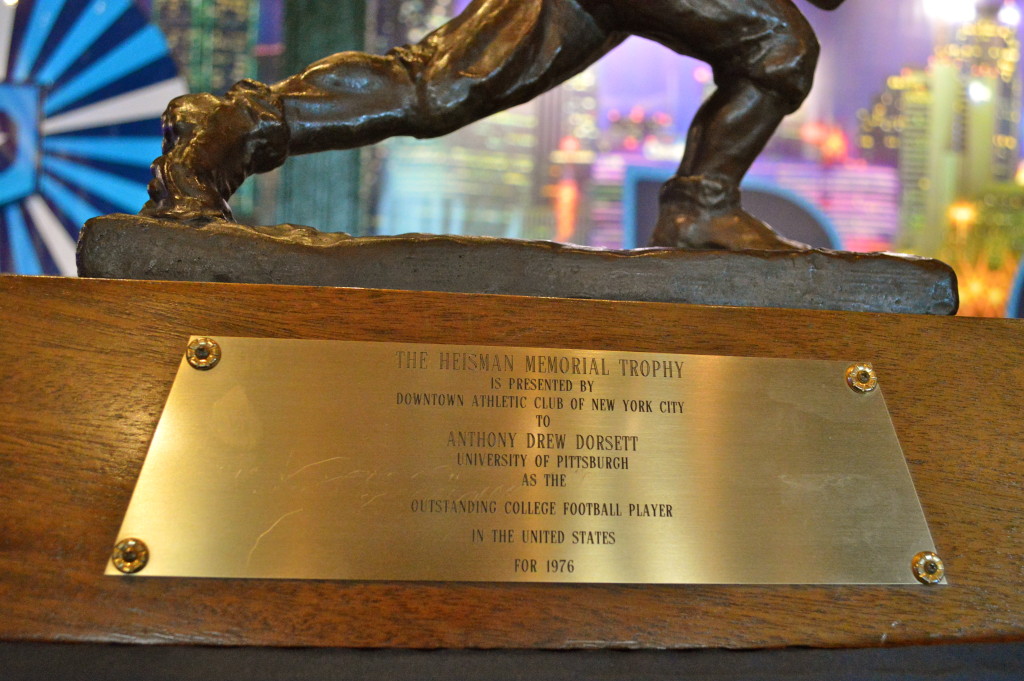 THE HEISMAN MEMORIAL TROPHY
IS PRESENTED BY
DOWNTOWN ATHLETIC CLUB OF NEW YORK CITY
TO
ANTHONY DREW DORSETT
UNIVERSITY OF PITTSBURGH
AS THE
OUTSTANDING COLLEGE FOOTBALL PLAYER
IN THE UNITED STATES
FOR 1976